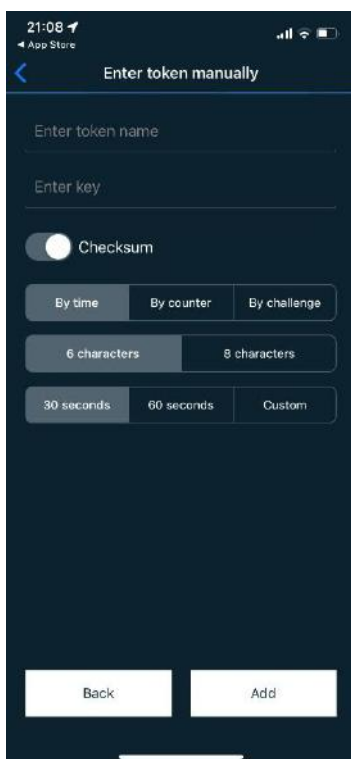 21:08
App Store
Enter token manually
Enter token name
Enter key
Checksum
By time By counter By challenge
6 characters 8 characters
30 seconds 60 seconds Custom
Back Add